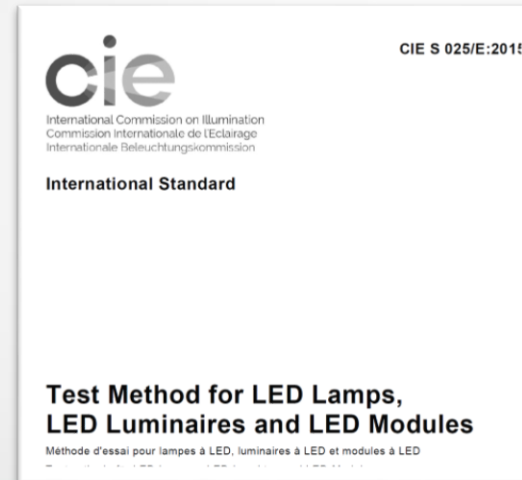 cie
CIE S 025/E:2015
International Commission on Illumination
Commission Internationale de l'Eclairage
Internationale Beleuchtungskommission
International Standard
Test Method for LED Lamps,
LED Luminaires and LED Modules
Méthode d'essai pour lampes à LED, luminaires à LED et modules à LED